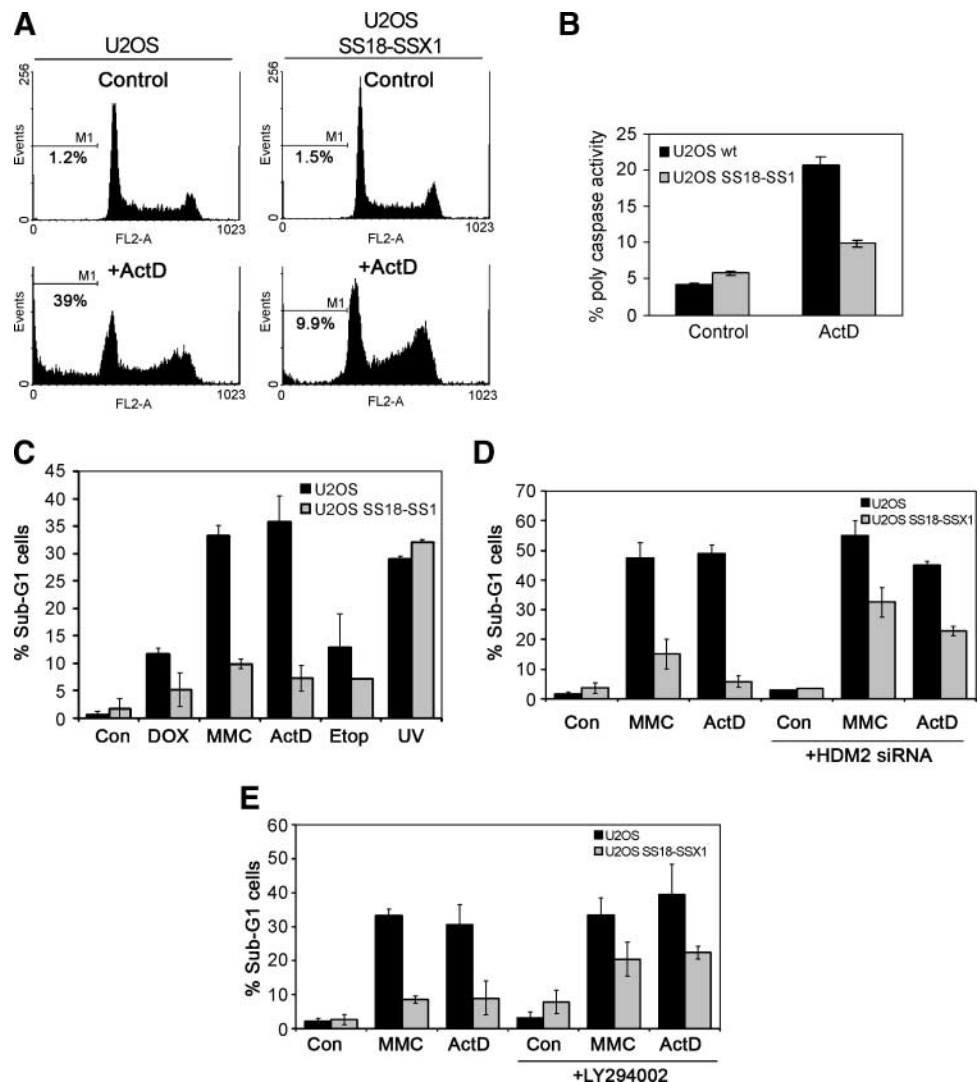 A
U2OS
U2OS
SS18-SSX1
256
Control
Events
M1
1.2%
0
0
FL2-A
1023
Control
Events
M1
1.5%
0
FL2-A
1023
+ActD
Events
M1
39%
0
0
FL2-A
1023
+ActD
Events
M1
9.9%
0
0
FL2-A
1023
B
% poly caspase activity
25
20
15
10
5
0
U2OS wt
U2OS SS18-SS1
Control
ActD
C
% Sub-G1 cells
45
40
35
30
25
20
15
10
5
0
U2OS
U2OS SS18-SS1
Con
DOX
MMC
ActD
Etop
UV
D
% Sub-G1 cells
70
60
50
40
30
20
10
0
U2OS
U2OS SS18-SSX1
Con
MMC
ActD
Con
MMC
ActD
+HDM2 siRNA
E
% Sub-G1 cells
60
50
40
30
20
10
0
U2OS
U2OS SS18-SSX1
Con
MMC
ActD
Con
MMC
ActD
+LY294002